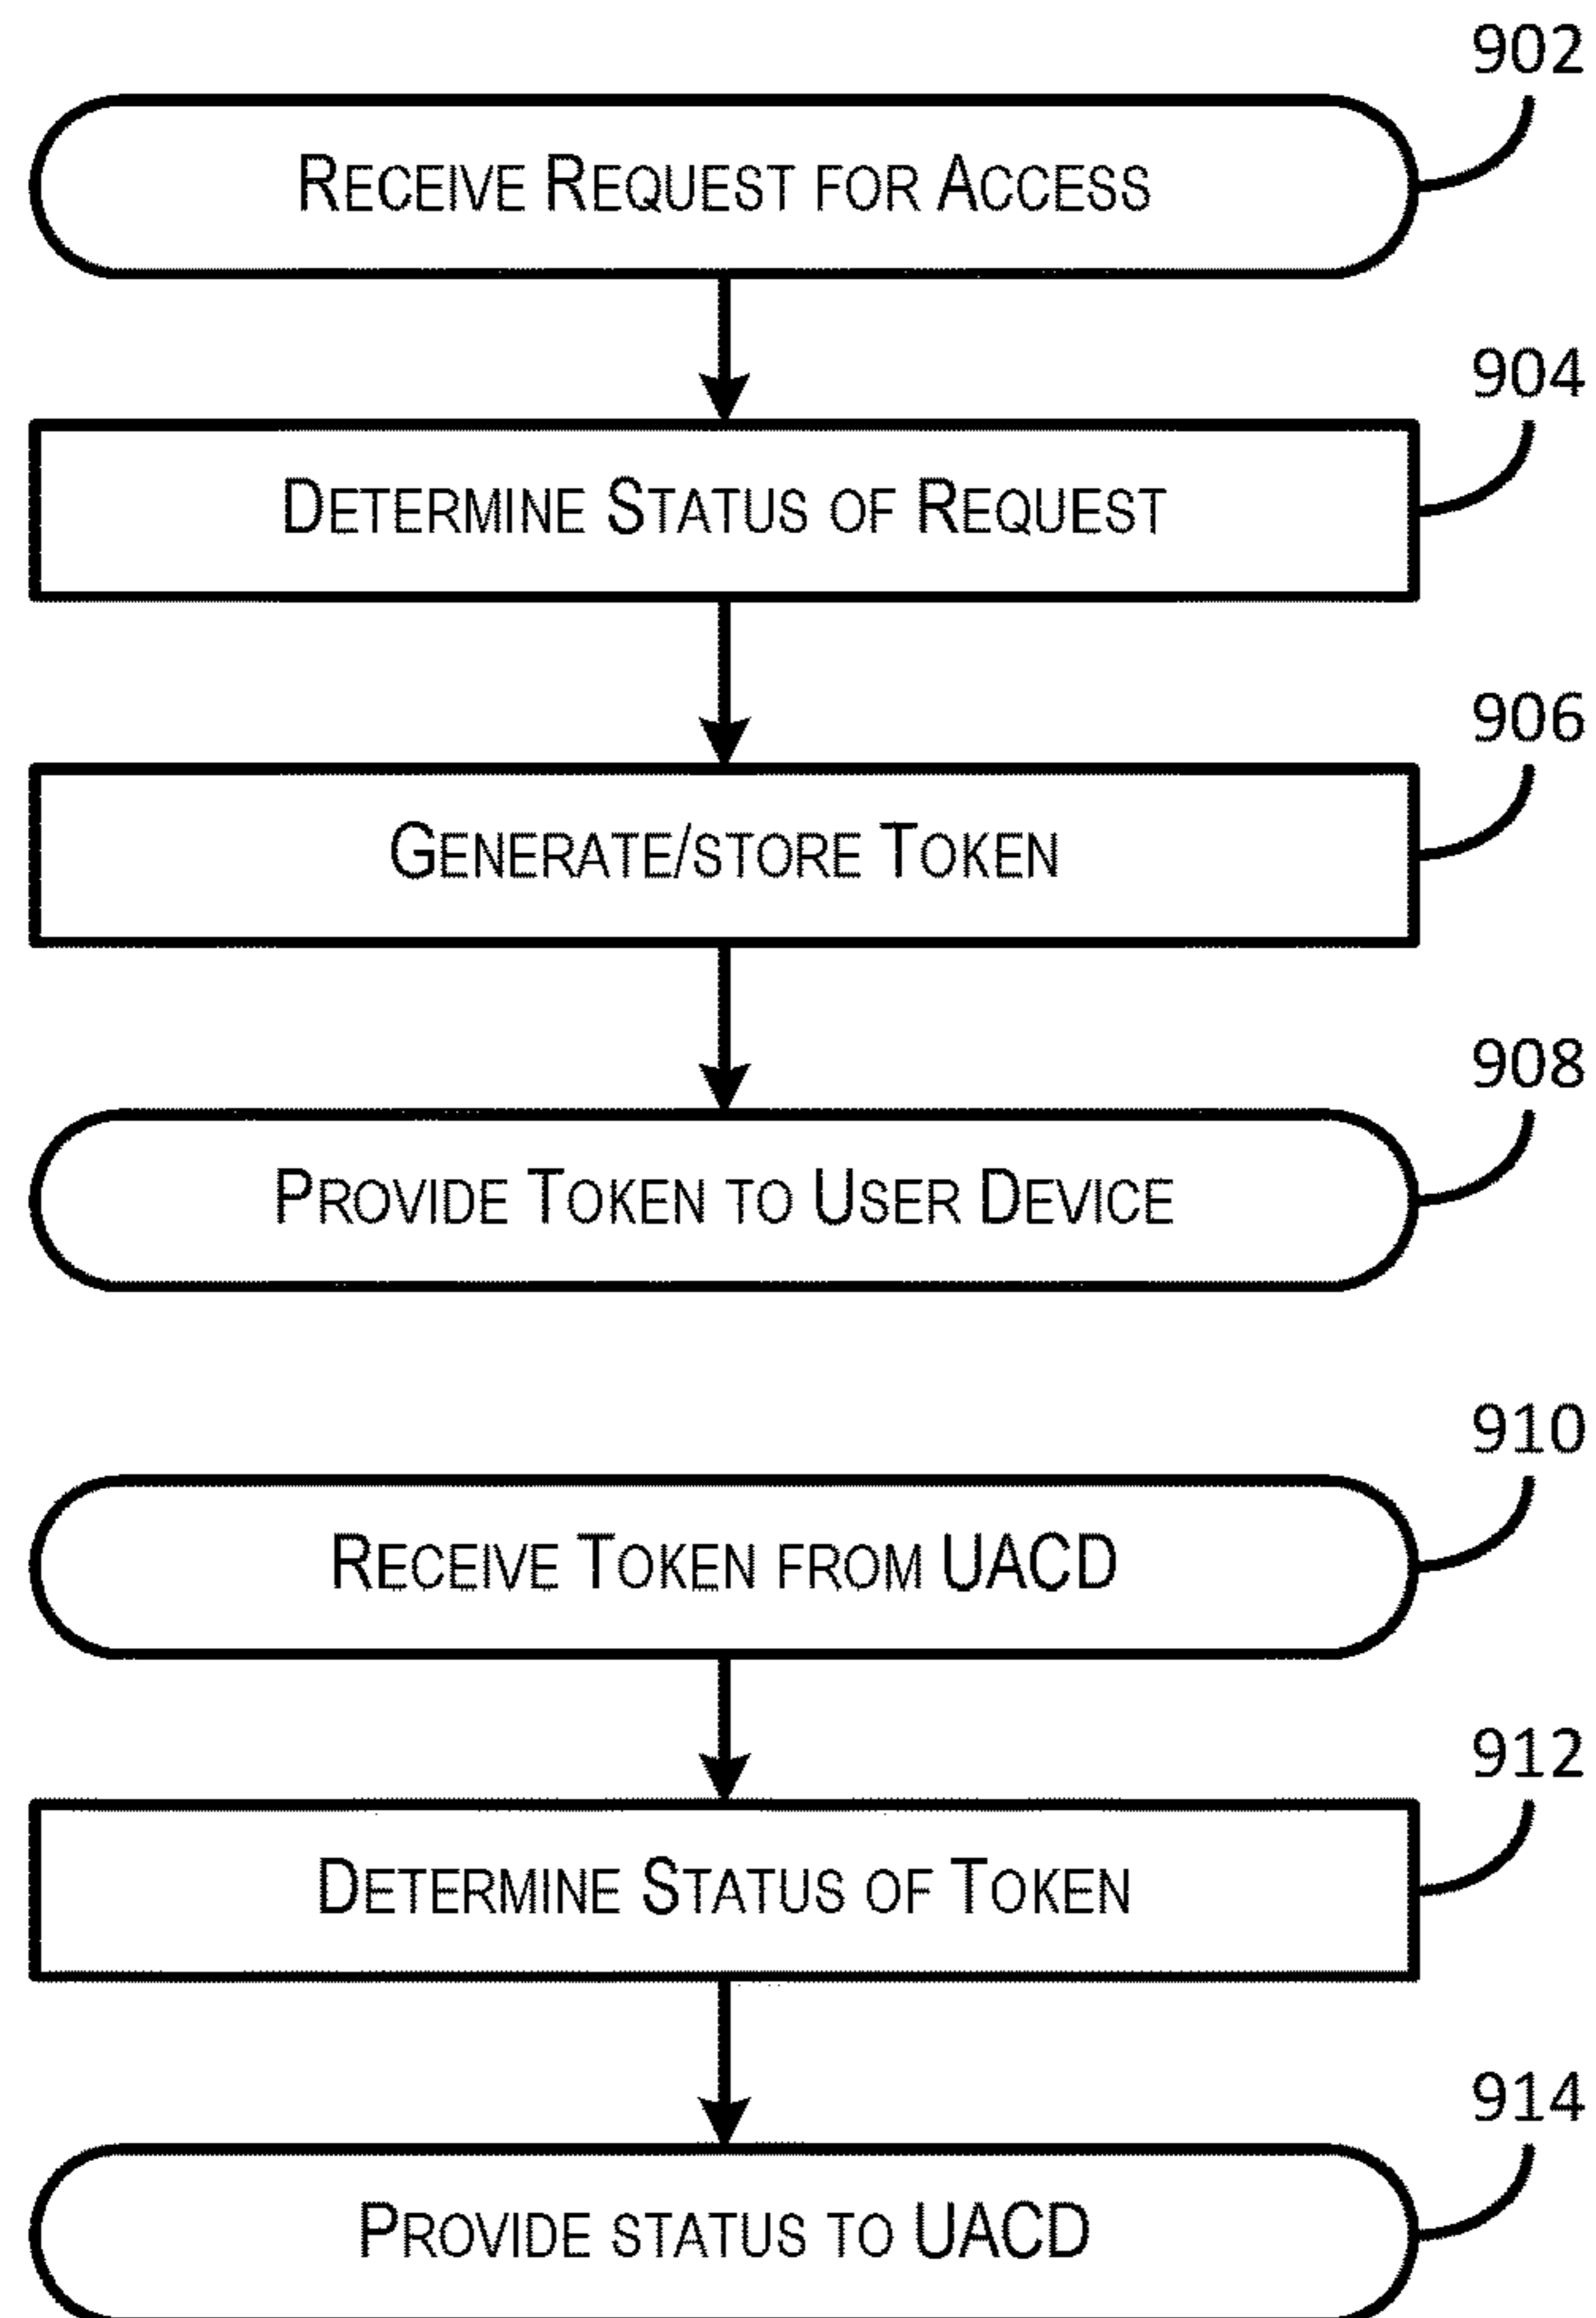 902
Receive Request for Access
904
Determine Status of Request
906
Generate/store Token
908
Provide Token to User Device
910
Receive Token from UACD
912
Determine Status of Token
914
Provide status to UACD